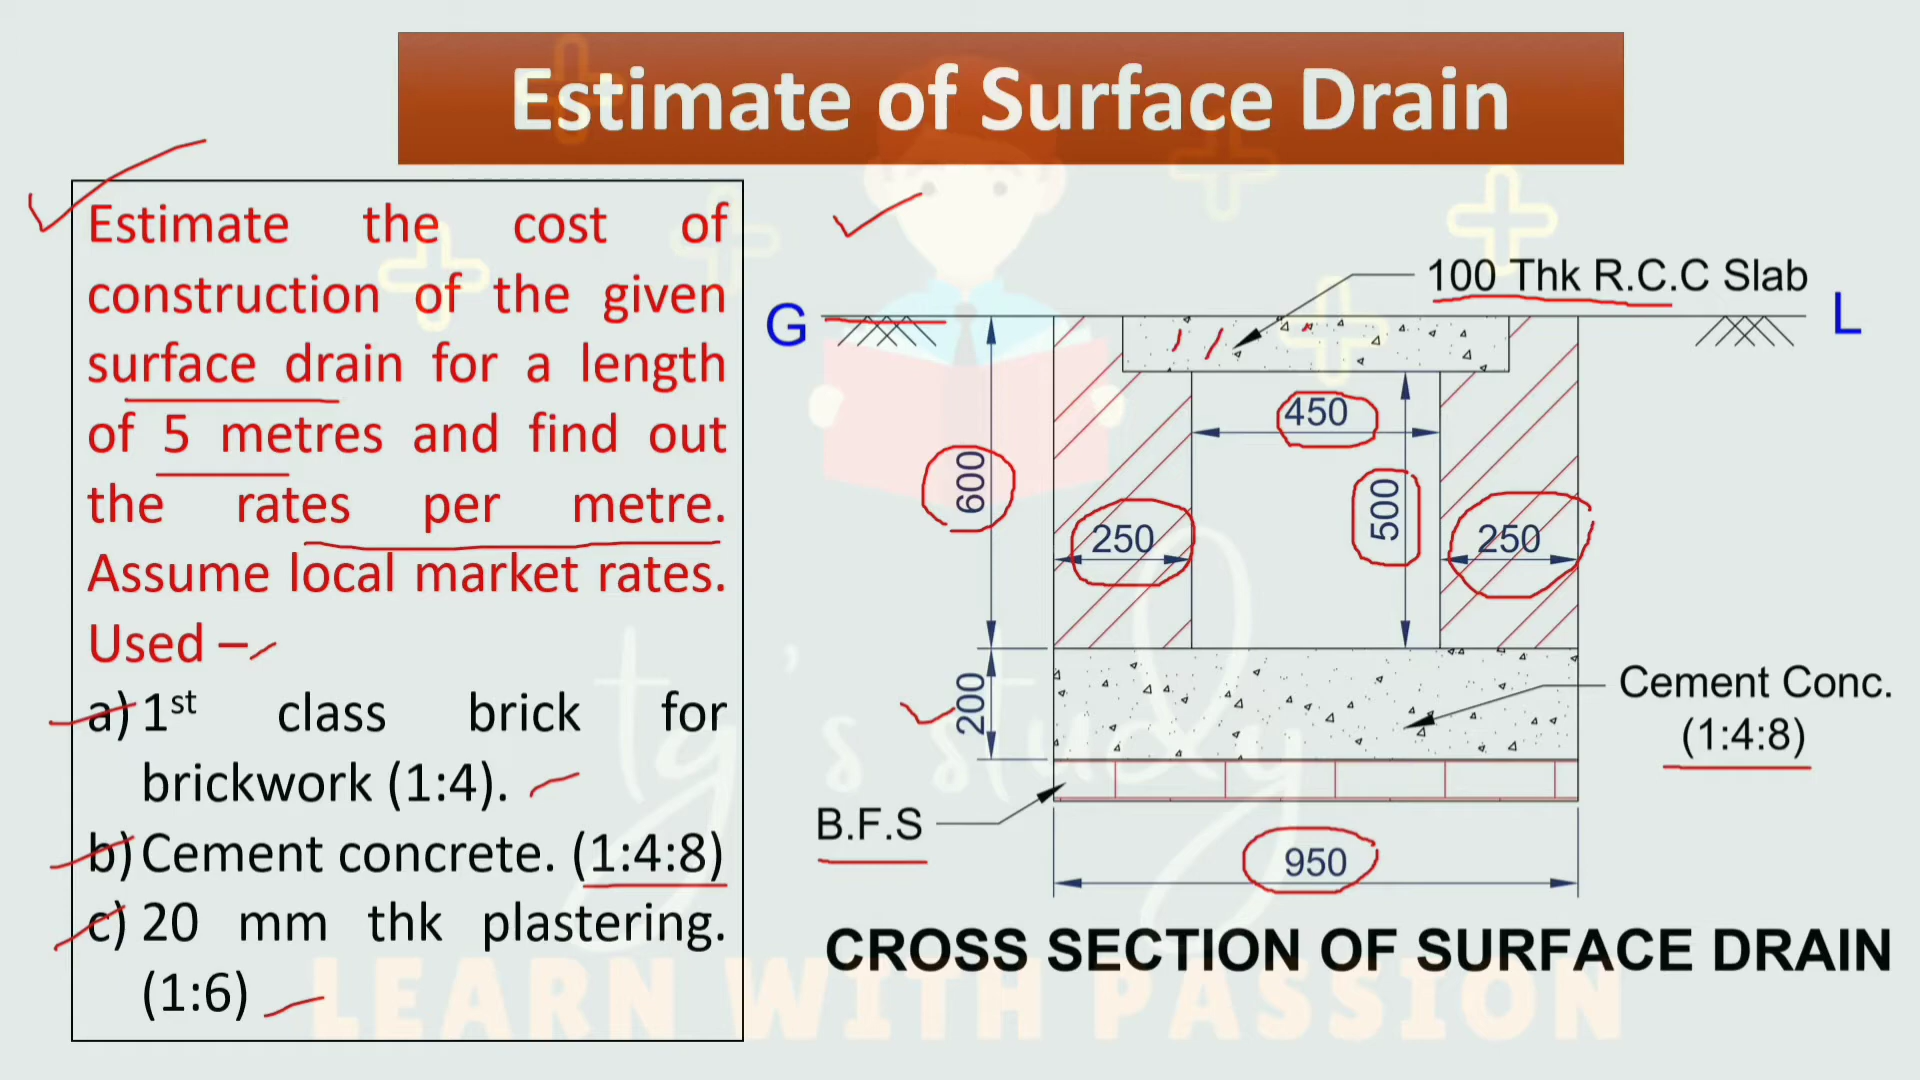 Estimate of Surface Drain
Estimate the cost of
construction of the given
surface drain for a length
of 5 metres and find out
the rates per metre.
Assume local market rates.
Used –
a) 1st class brick for
brickwork (1:4).
b) Cement concrete. (1:4:8)
c) 20 mm thk plastering.
(1:6)
100 Thk R.C.C Slab
G
L
450
600
500
250
250
200
Cement Conc.
(1:4:8)
B.F.S
950
CROSS SECTION OF SURFACE DRAIN
tg's study
LEARN WITH PASSION